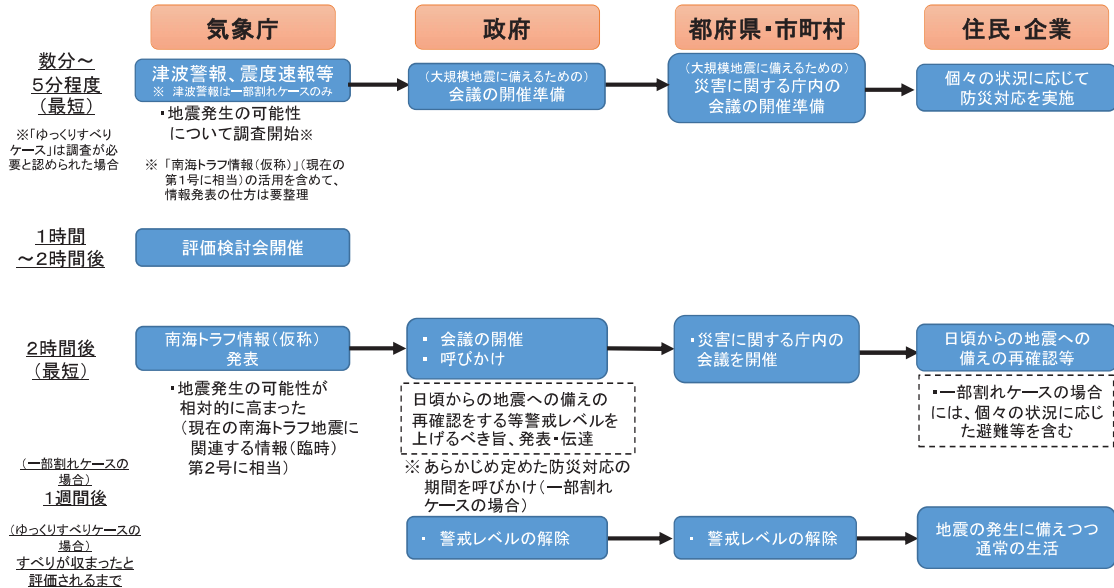 気象庁
政府
都府県・市町村
住民・企業
数分～
５分程度
（最短）
※「ゆっくりすべり
ケース」は調査が必
要と認められた場合
津波警報、震度速報等
※ 津波警報は一部割れケースのみ
・地震発生の可能性
について調査開始※
※ 「南海トラフ情報（仮称）」（現在の
第１号に相当）の活用を含めて、
情報発表の仕方は要整理
（大規模地震に備えるための）
会議の開催準備
（大規模地震に備えるための）
災害に関する庁内の
会議の開催準備
個々の状況に応じて
防災対応を実施
１時間
～２時間後
評価検討会開催
２時間後
（最短）
南海トラフ情報（仮称）
発表
・地震発生の可能性が
相対的に高まった
（現在の南海トラフ地震に
関連する情報（臨時）
第２号に相当）
・ 会議の開催
・ 呼びかけ
日頃からの地震への備えの
再確認をする等警戒レベルを
上げるべき旨、発表・伝達
※ あらかじめ定めた防災対応の
期間を呼びかけ（一部割れ
ケースの場合）
・災害に関する庁内の
会議を開催
日頃からの地震への
備えの再確認等
・一部割れケースの場合
には、個々の状況に応じ
た避難等を含む
（一部割れケースの
場合）
１週間後
（ゆっくりすべりケースの
場合）
すべりが収まったと
評価されるまで
・ 警戒レベルの解除
・ 警戒レベルの解除
地震の発生に備えつつ
通常の生活